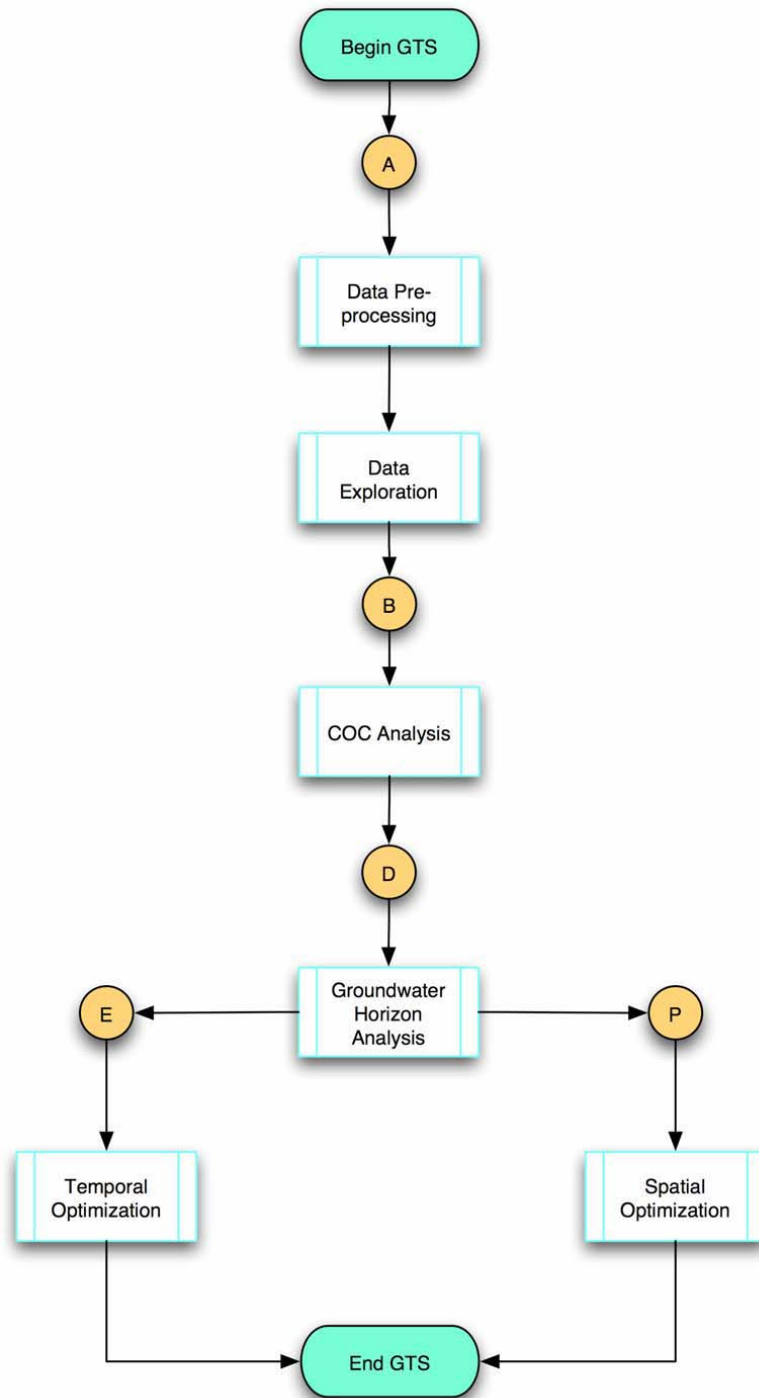 Begin GTS
A
Data Pre-
processing
Data
Exploration
B
COC Analysis
D
Groundwater
Horizon
Analysis
E
P
Temporal
Optimization
Spatial
Optimization
End GTS